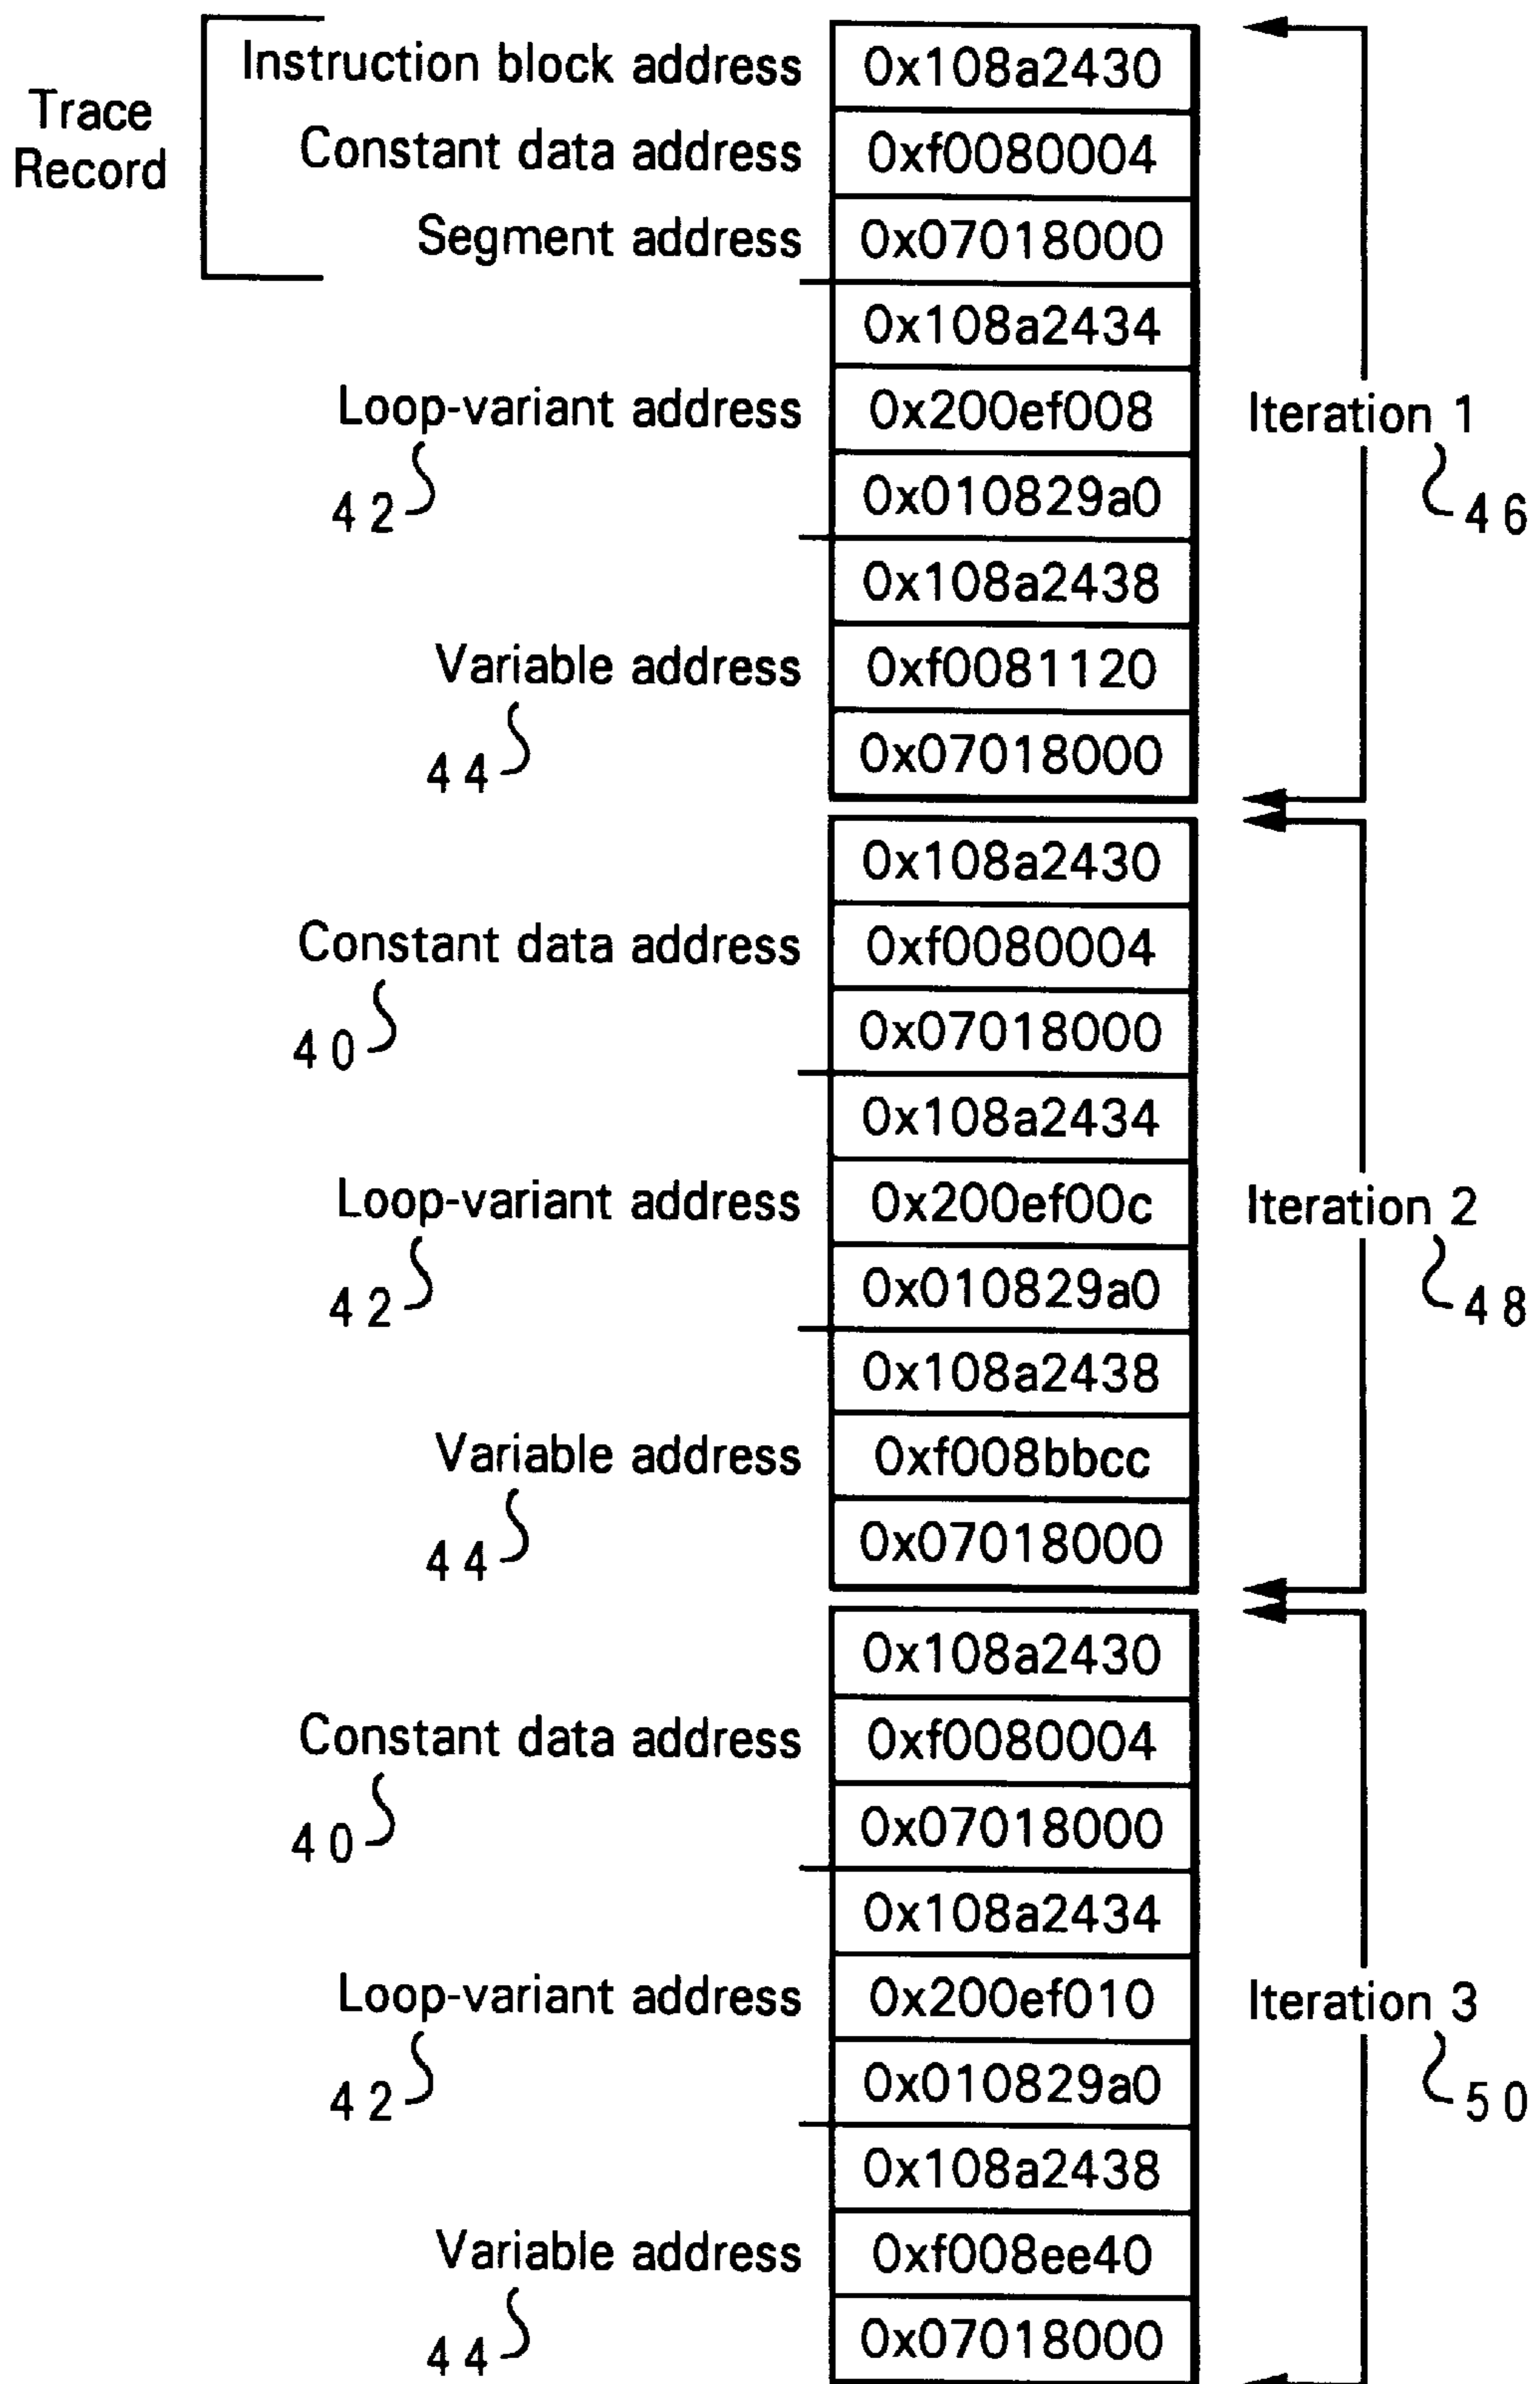 Trace
Record
Instruction block address 0x108a2430
Constant data address 0xf0080004
Segment address 0x07018000
0x108a2434
Loop-variant address 0x200ef008 Iteration 1
42 0x010829a0 46
0x108a2438
Variable address 0xf0081120
44 0x07018000
0x108a2430
Constant data address 0xf0080004
40 0x07018000
0x108a2434
Loop-variant address 0x200ef00c Iteration 2
42 0x010829a0 48
0x108a2438
Variable address 0xf008bbcc
44 0x07018000
0x108a2430
Constant data address 0xf0080004
40 0x07018000
0x108a2434
Loop-variant address 0x200ef010 Iteration 3
42 0x010829a0 50
0x108a2438
Variable address 0xf008ee40
44 0x07018000